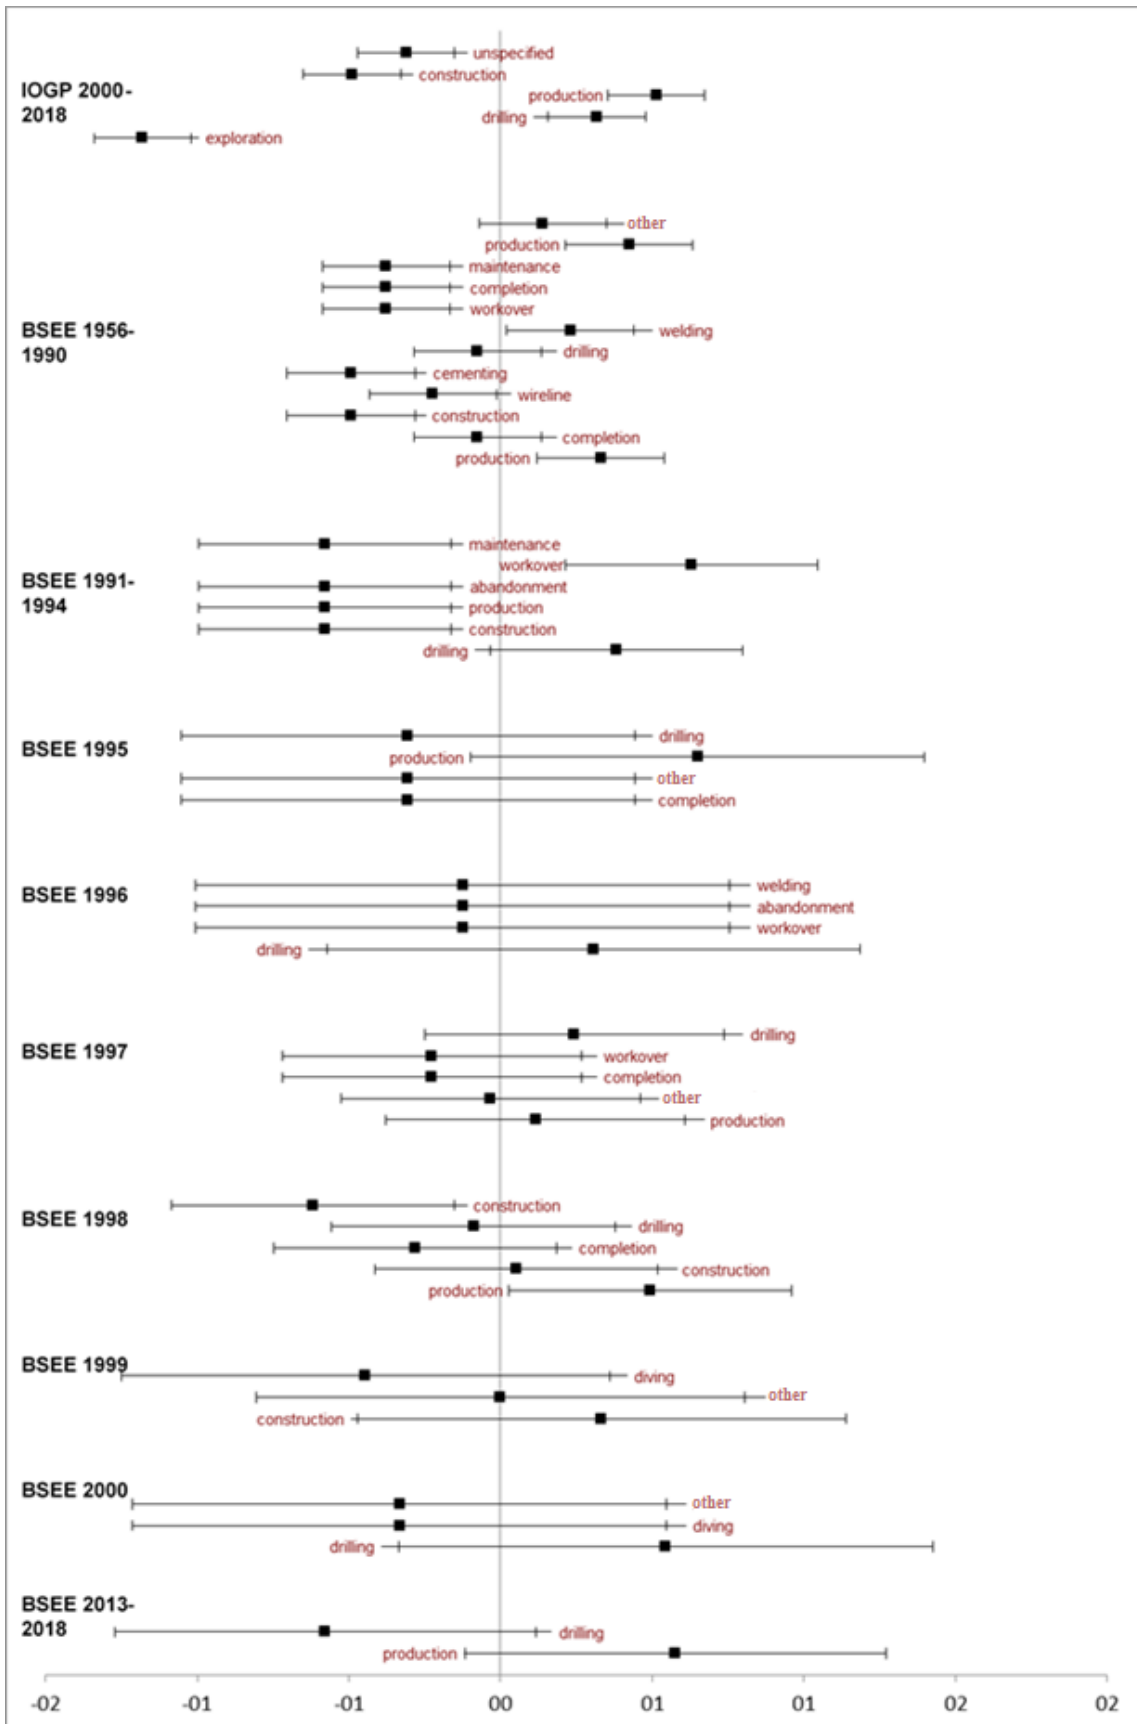 unspecified
construction
IOGP 2000-
2018
production
drilling
exploration
other
production
maintenance
completion
workover
BSEE 1956-
1990
welding
drilling
cementing
wireline
construction
completion
production
maintenance
workover
BSEE 1991-
1994
abandonment
production
construction
drilling
BSEE 1995
drilling
production
other
completion
BSEE 1996
welding
abandonment
workover
drilling
BSEE 1997
drilling
workover
completion
other
production
BSEE 1998
construction
drilling
completion
construction
production
BSEE 1999
diving
other
construction
BSEE 2000
other
diving
drilling
BSEE 2013-
2018
drilling
production
-02 -01 -01 00 01 01 02 02